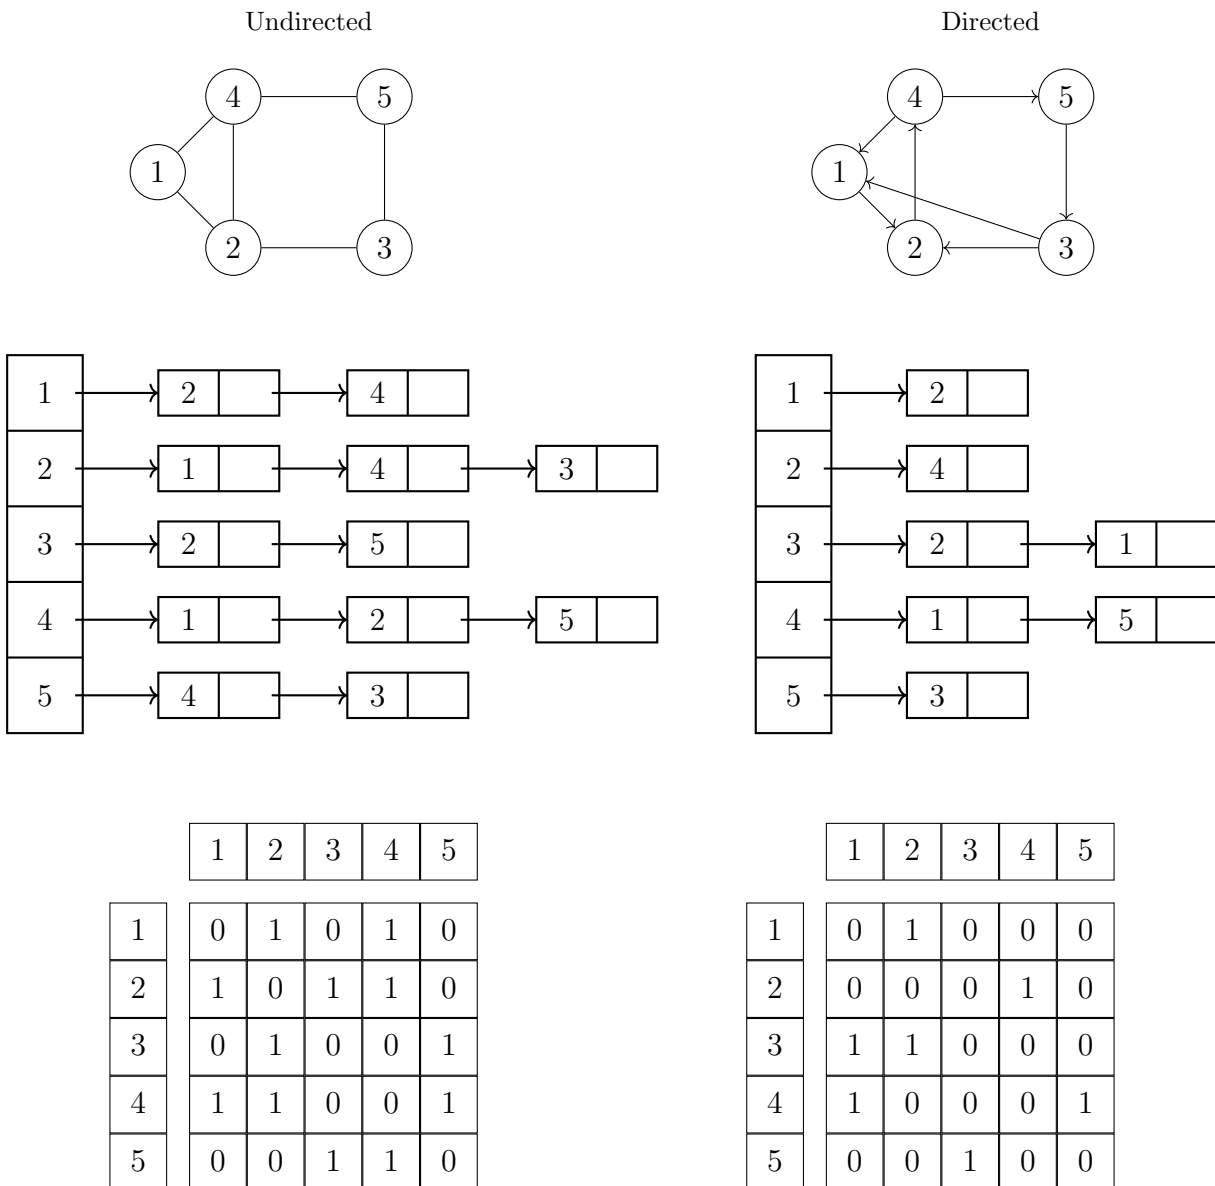 Undirected Directed
4 5 4 5
1 1
2 3 2 3
1 2 4 1 2
2 1 4 3 2 4
3 2 5 3 2 1
4 1 2 5 4 1 5
5 4 3 5 3
1 2 3 4 5 1 2 3 4 5
1 0 1 0 1 0 1 0 1 0 0 0
2 1 0 1 1 0 2 0 0 0 1 0
3 0 1 0 0 1 3 1 1 0 0 0
4 1 1 0 0 1 4 1 0 0 0 1
5 0 0 1 1 0 5 0 0 1 0 0